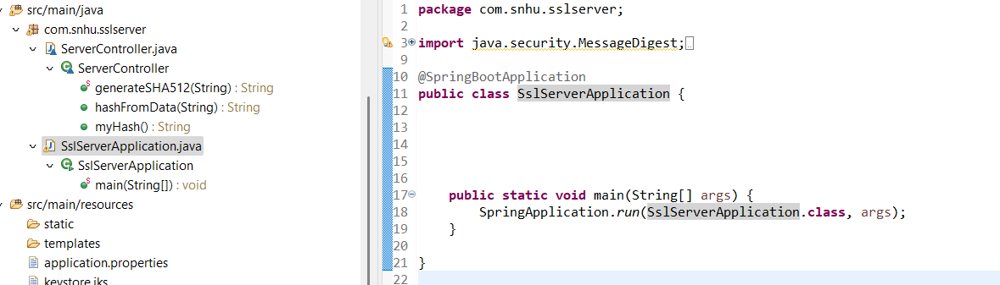 src/main/java
com.snhu.sslserver
ServerController.java
ServerController
generateSHA512(String) : String
hashFromData(String) : String
myHash() : String
SslServerApplication.java
SslServerApplication
main(String[]) : void
src/main/resources
static
templates
application.properties
keystore.jks
1 package com.snhu.sslserver;
2
3 import java.security.MessageDigest;
9
10 @SpringBootApplication
11 public class SslServerApplication {
12
13
14
15
16
17 public static void main(String[] args) {
18 SpringApplication.run(SslServerApplication.class, args);
19 }
20
21 }
22